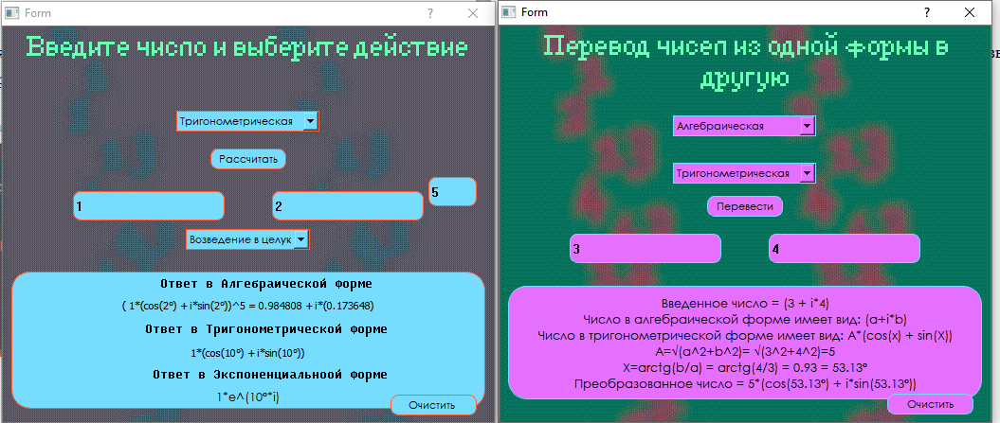 Form
Введите число и выберите действие
Тригонометрическая
Рассчитать
5
1
2
Возведение в целук
Ответ в Алгебраической форме
( 1*(cos(2°) +i*sin(2°))^5 = 0.984808 +i*(0.173648)
Ответ в Тригонометрической форме
1*(cos(10°) +i*sin(10°))
Ответ в Экспоненциальноой форме
1*e^(10°*i)
Очистить
Form
Перевод чисел из одной формы в
другую
Алгебраическая
Тригонометрическая
Перевести
3
4
Введенное число = (3 + i*4)
Число в алгебраической форме имеет вид: (a+i*b)
Число в тригонометрической форме имеет вид: A*(cos(x) + sin(X))
A=√(a^2+b^2)= √(3^2+4^2)=5
X=arctg(b/a) = arctg(4/3) = 0.93 = 53.13°
Преобразованное число = 5*(cos(53.13°) + i*sin(53.13°))
Очистить